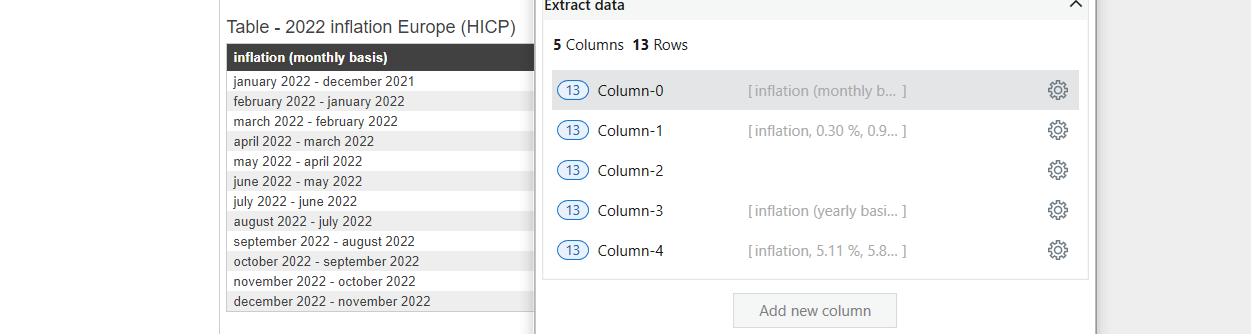 Table - 2022 inflation Europe (HICP)
inflation (monthly basis)
january 2022 - december 2021
february 2022 - january 2022
march 2022 - february 2022
april 2022 - march 2022
may 2022 - april 2022
june 2022 - may 2022
july 2022 - june 2022
august 2022 - july 2022
september 2022 - august 2022
october 2022 - september 2022
november 2022 - october 2022
december 2022 - november 2022
Extract data
5 Columns 13 Rows
13 Column-0 [ inflation (monthly b... ]
13 Column-1 [ inflation, 0.30 %, 0.9... ]
13 Column-2
13 Column-3 [ inflation (yearly basi... ]
13 Column-4 [ inflation, 5.11 %, 5.8... ]
Add new column